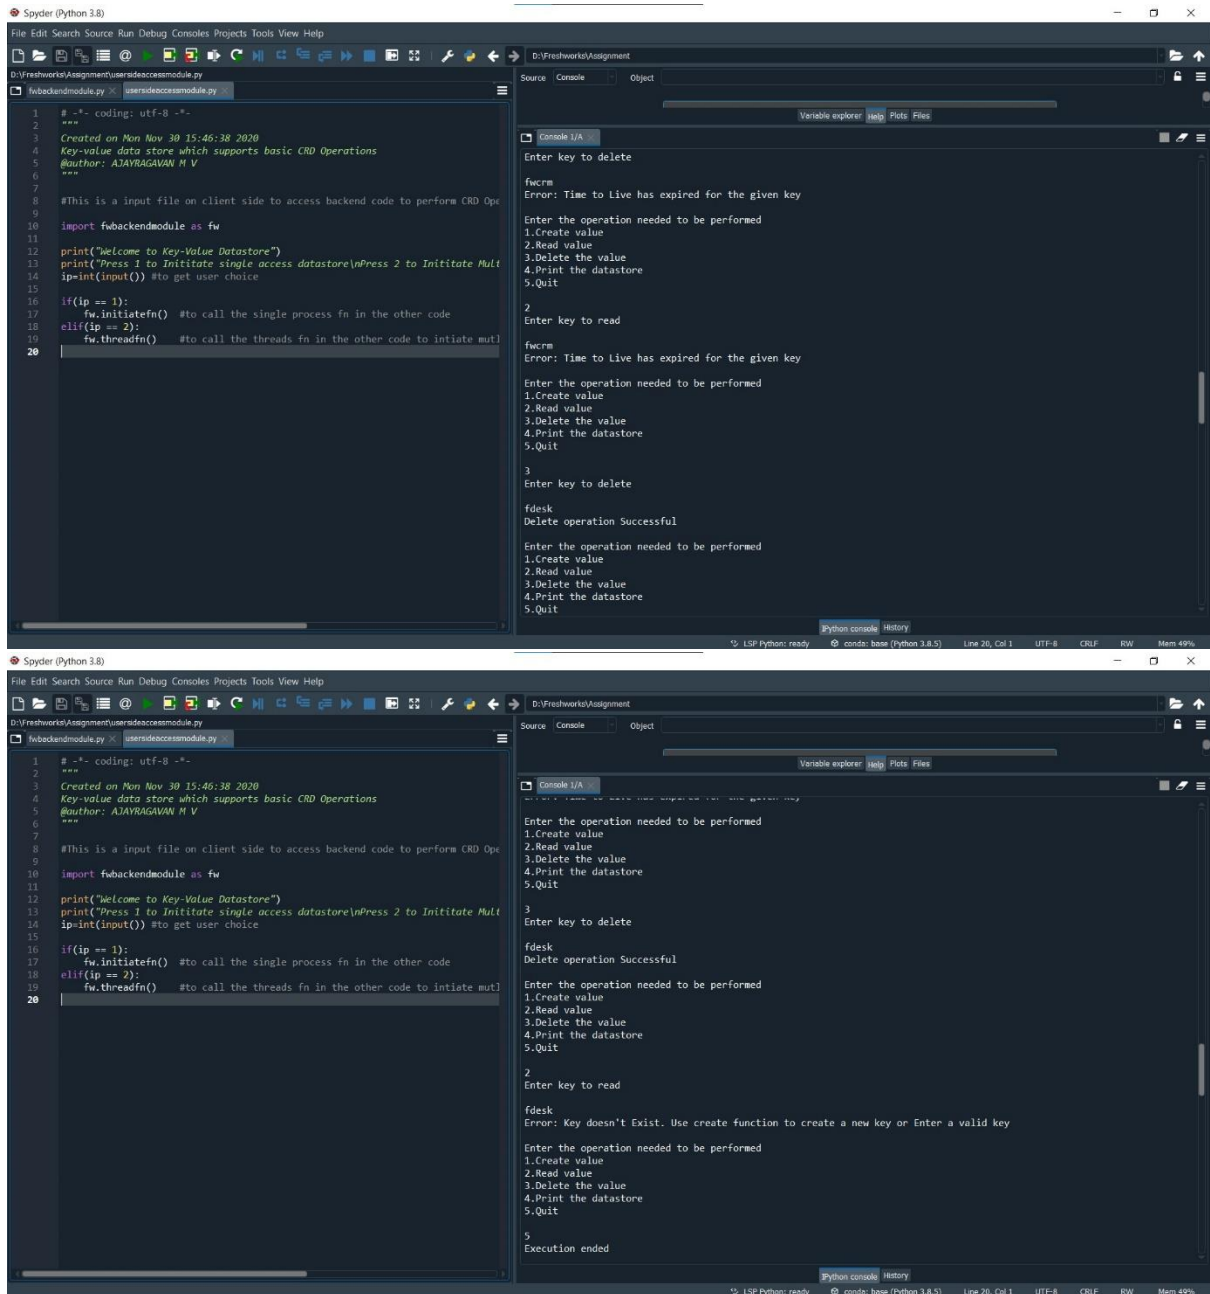 Spyder (Python 3.8)
File Edit Search Source Run Debug Consoles Projects Tools View Help
D:\Freshworks\Assignment
D:\Freshworks\Assignment\usersideaccessmodule.py
fwbackendmodule.py usersideaccessmodule.py
1 # -*- coding: utf-8 -*-
2 """
3 Created on Mon Nov 30 15:46:38 2020
4 Key-value data store which supports basic CRD Operations
5 @author: AJAYRAGAVAN M V
6 """
7
8 #This is a input file on client side to access backend code to perform CRD Ope
9
10 import fwbackendmodule as fw
11
12 print("Welcome to Key-Value Datastore")
13 print("Press 1 to Inititate single access datastore\nPress 2 to Inititate Mult
14 ip=int(input()) #to get user choice
15
16 if(ip == 1):
17 fw.initiatefn() #to call the single process fn in the other code
18 elif(ip == 2):
19 fw.threadfn() #to call the threads fn in the other code to intiate mutl
20
Source Console Object
Variable explorer Help Plots Files
Console 1/A
Enter key to delete
fwcrm
Error: Time to Live has expired for the given key
Enter the operation needed to be performed
1.Create value
2.Read value
3.Delete the value
4.Print the datastore
5.Quit
2
Enter key to read
fwcrm
Error: Time to Live has expired for the given key
Enter the operation needed to be performed
1.Create value
2.Read value
3.Delete the value
4.Print the datastore
5.Quit
3
Enter key to delete
fdesk
Delete operation Successful
Enter the operation needed to be performed
1.Create value
2.Read value
3.Delete the value
4.Print the datastore
5.Quit
IPython console History
LSP Python: ready conda: base (Python 3.8.5) Line 20, Col 1 UTF-8 CRLF RW Mem 49%
Spyder (Python 3.8)
File Edit Search Source Run Debug Consoles Projects Tools View Help
D:\Freshworks\Assignment
D:\Freshworks\Assignment\usersideaccessmodule.py
fwbackendmodule.py usersideaccessmodule.py
1 # -*- coding: utf-8 -*-
2 """
3 Created on Mon Nov 30 15:46:38 2020
4 Key-value data store which supports basic CRD Operations
5 @author: AJAYRAGAVAN M V
6 """
7
8 #This is a input file on client side to access backend code to perform CRD Ope
9
10 import fwbackendmodule as fw
11
12 print("Welcome to Key-Value Datastore")
13 print("Press 1 to Inititate single access datastore\nPress 2 to Inititate Mult
14 ip=int(input()) #to get user choice
15
16 if(ip == 1):
17 fw.initiatefn() #to call the single process fn in the other code
18 elif(ip == 2):
19 fw.threadfn() #to call the threads fn in the other code to intiate mutl
20
Source Console Object
Variable explorer Help Plots Files
Console 1/A
Error: Time to Live has expired for the given key
Enter the operation needed to be performed
1.Create value
2.Read value
3.Delete the value
4.Print the datastore
5.Quit
3
Enter key to delete
fdesk
Delete operation Successful
Enter the operation needed to be performed
1.Create value
2.Read value
3.Delete the value
4.Print the datastore
5.Quit
2
Enter key to read
fdesk
Error: Key doesn't Exist. Use create function to create a new key or Enter a valid key
Enter the operation needed to be performed
1.Create value
2.Read value
3.Delete the value
4.Print the datastore
5.Quit
5
Execution ended
IPython console History
LSP Python: ready conda: base (Python 3.8.5) Line 20, Col 1 UTF-8 CRLF RW Mem 49%